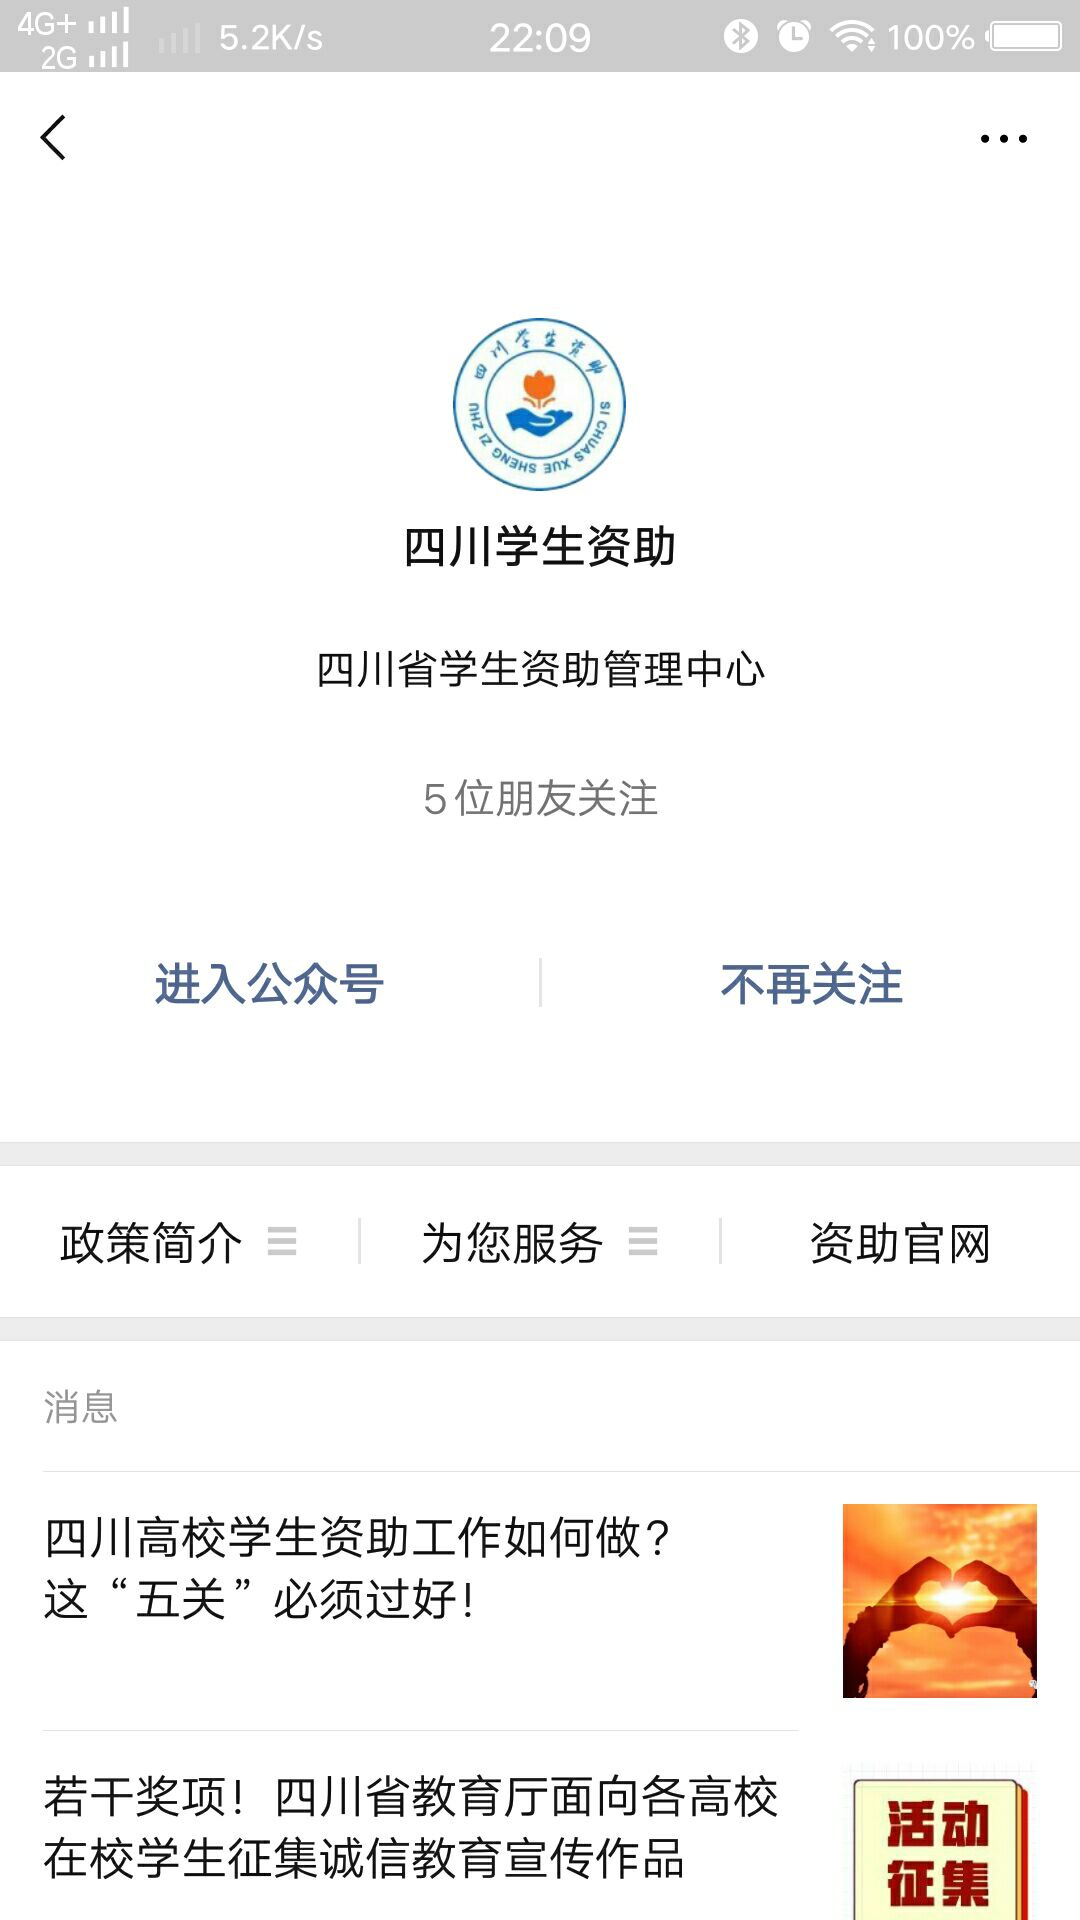 4G+
2G
5.2K/s
22:09
100%
四川学生资助
SI CHUAS XUE SHENG ZI ZHU
四川学生资助
四川省学生资助管理中心
5位朋友关注
进入公众号
不再关注
政策简介
为您服务
资助官网
消息
四川高校学生资助工作如何做？
这“五关”必须过好！
若干奖项！四川省教育厅面向各高校
在校学生征集诚信教育宣传作品
活动
征集